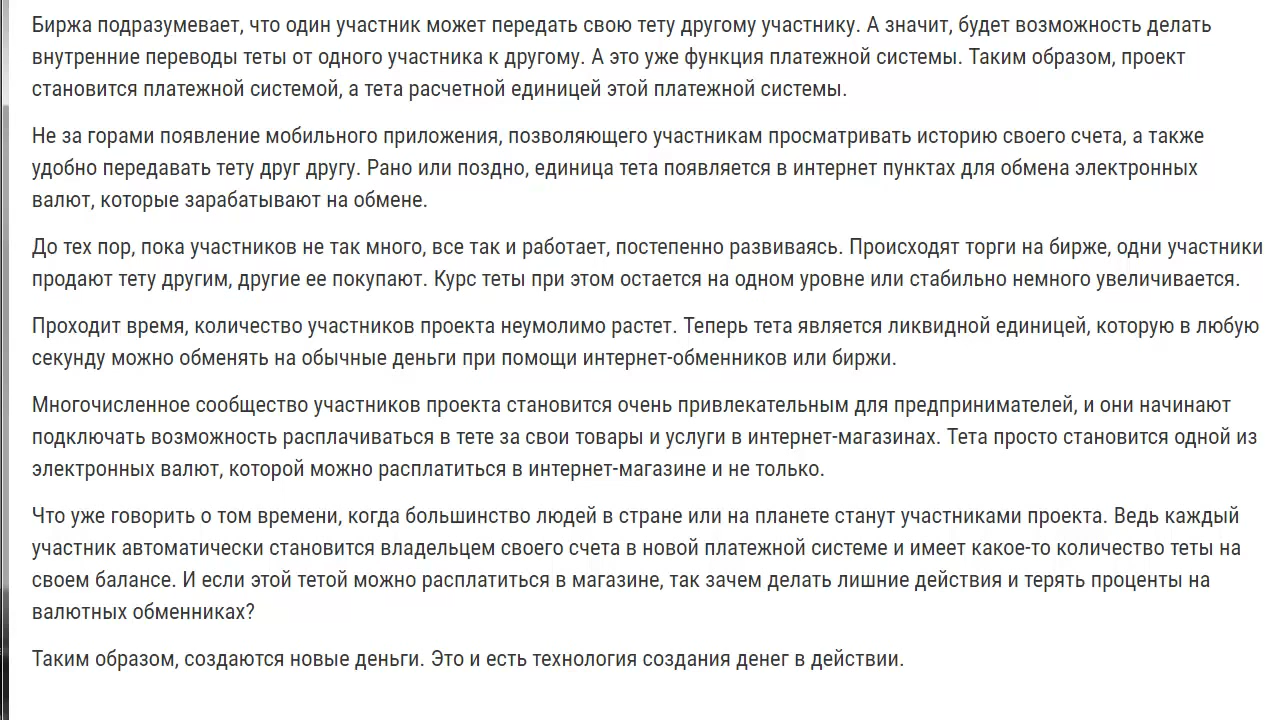 Биржа подразумевает, что один участник может передать свою тету другому участнику. А значит, будет возможность делать
внутренние переводы теты от одного участника к другому. А это уже функция платежной системы. Таким образом, проект
становится платежной системой, а тета расчетной единицей этой платежной системы.
Не за горами появление мобильного приложения, позволяющего участникам просматривать историю своего счета, а также
удобно передавать тету друг другу. Рано или поздно, единица тета появляется в интернет пунктах для обмена электронных
валют, которые зарабатывают на обмене.
До тех пор, пока участников не так много, все так и работает, постепенно развиваясь. Происходят торги на бирже, одни участники
продают тету другим, другие ее покупают. Курс теты при этом остается на одном уровне или стабильно немного увеличивается.
Проходит время, количество участников проекта неумолимо растет. Теперь тета является ликвидной единицей, которую в любую
секунду можно обменять на обычные деньги при помощи интернет-обменников или биржи.
Многочисленное сообщество участников проекта становится очень привлекательным для предпринимателей, и они начинают
подключать возможность расплачиваться в тете за свои товары и услуги в интернет-магазинах. Тета просто становится одной из
электронных валют, которой можно расплатиться в интернет-магазине и не только.
Что уже говорить о том времени, когда большинство людей в стране или на планете станут участниками проекта. Ведь каждый
участник автоматически становится владельцем своего счета в новой платежной системе и имеет какое-то количество теты на
своем балансе. И если этой тетой можно расплатиться в магазине, так зачем делать лишние действия и терять проценты на
валютных обменниках?
Таким образом, создаются новые деньги. Это и есть технология создания денег в действии.